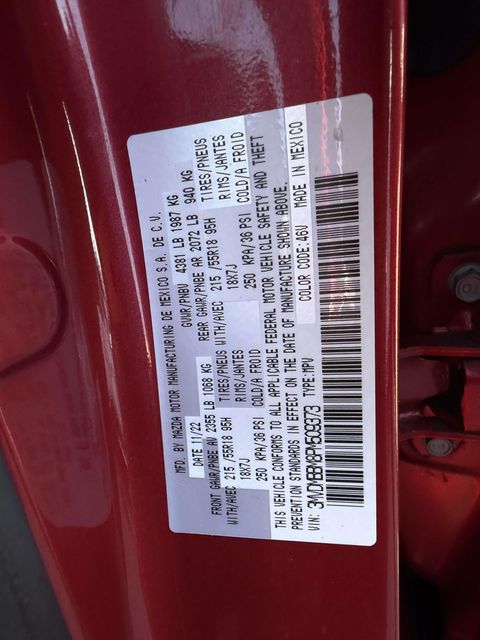 MFD. BY MAZDA MOTOR MANUFACTURING DE MEXICO S.A. DE C.V.
DATE 11/22 GVWR/PNBV 4381 LB 1987 KG
FRONT GAWR/PNBE AV 2355 LB 1068 KG REAR GAWR/PNBE AR 2072 LB 940 KG
WITH/AVEC 215 /55R18 95H TIRES/PNEUS WITH/AVEC 215 /55R18 95H TIRES/PNEUS
18X7J RIMS/JANTES 18X7J RIMS/JANTES
250 KPA/36 PSI COLD/A FROID 250 KPA/36 PSI COLD/A FROID
THIS VEHICLE CONFORMS TO ALL APPLICABLE FEDERAL MOTOR VEHICLE SAFETY AND THEFT
PREVENTION STANDARDS IN EFFECT ON THE DATE OF MANUFACTURE SHOWN ABOVE.
VIN: TYPE: MPV COLOR CODE: 46V MADE IN MEXICO